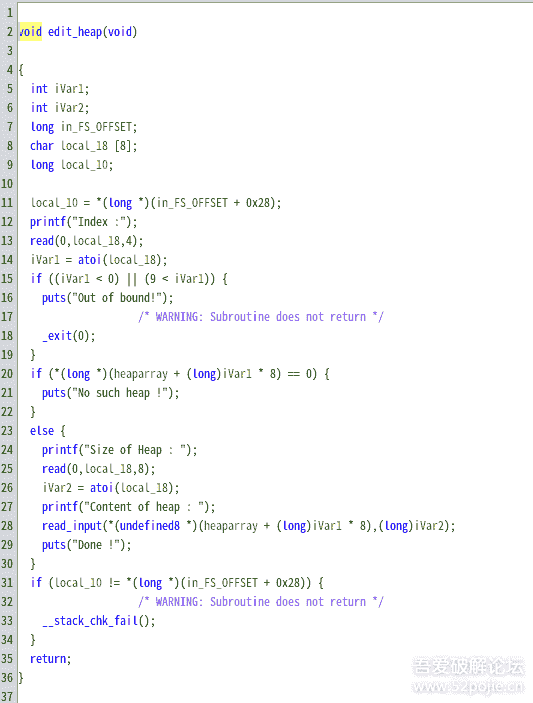 1
2 void edit_heap(void)
3
4 {
5 int iVar1;
6 int iVar2;
7 long in_FS_OFFSET;
8 char local_18 [8];
9 long local_10;
10
11 local_10 = *(long *)(in_FS_OFFSET + 0x28);
12 printf("Index :");
13 read(0,local_18,4);
14 iVar1 = atoi(local_18);
15 if ((iVar1 < 0) || (9 < iVar1)) {
16 puts("Out of bound!");
17 /* WARNING: Subroutine does not return */
18 _exit(0);
19 }
20 if (*(long *)(heaparray + (long)iVar1 * 8) == 0) {
21 puts("No such heap !");
22 }
23 else {
24 printf("Size of Heap : ");
25 read(0,local_18,8);
26 iVar2 = atoi(local_18);
27 printf("Content of heap : ");
28 read_input(*(undefined8 *)(heaparray + (long)iVar1 * 8),(long)iVar2);
29 puts("Done !");
30 }
31 if (local_10 != *(long *)(in_FS_OFFSET + 0x28)) {
32 /* WARNING: Subroutine does not return */
33 __stack_chk_fail();
34 }
35 return;
36 }
37
吾爱破解论坛
www.52pojie.cn